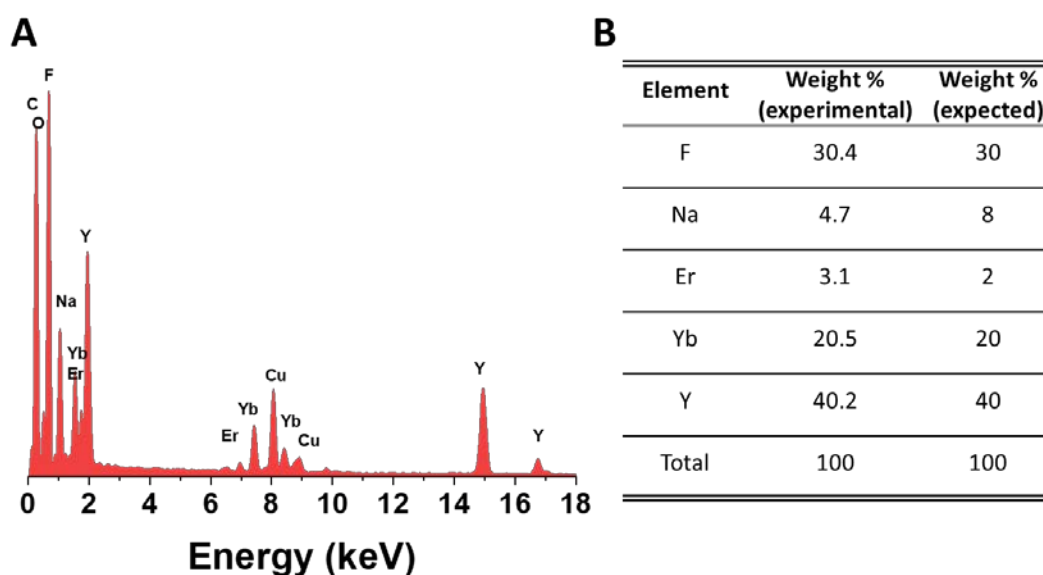 A
F
C
O
Y
Na
Yb
Er
Er
Yb
Cu
Yb
Cu
Y
Y
0 2 4 6 8 10 12 14 16 18
Energy (keV)
B
Element Weight % (experimental) Weight % (expected)
F 30.4 30
Na 4.7 8
Er 3.1 2
Yb 20.5 20
Y 40.2 40
Total 100 100